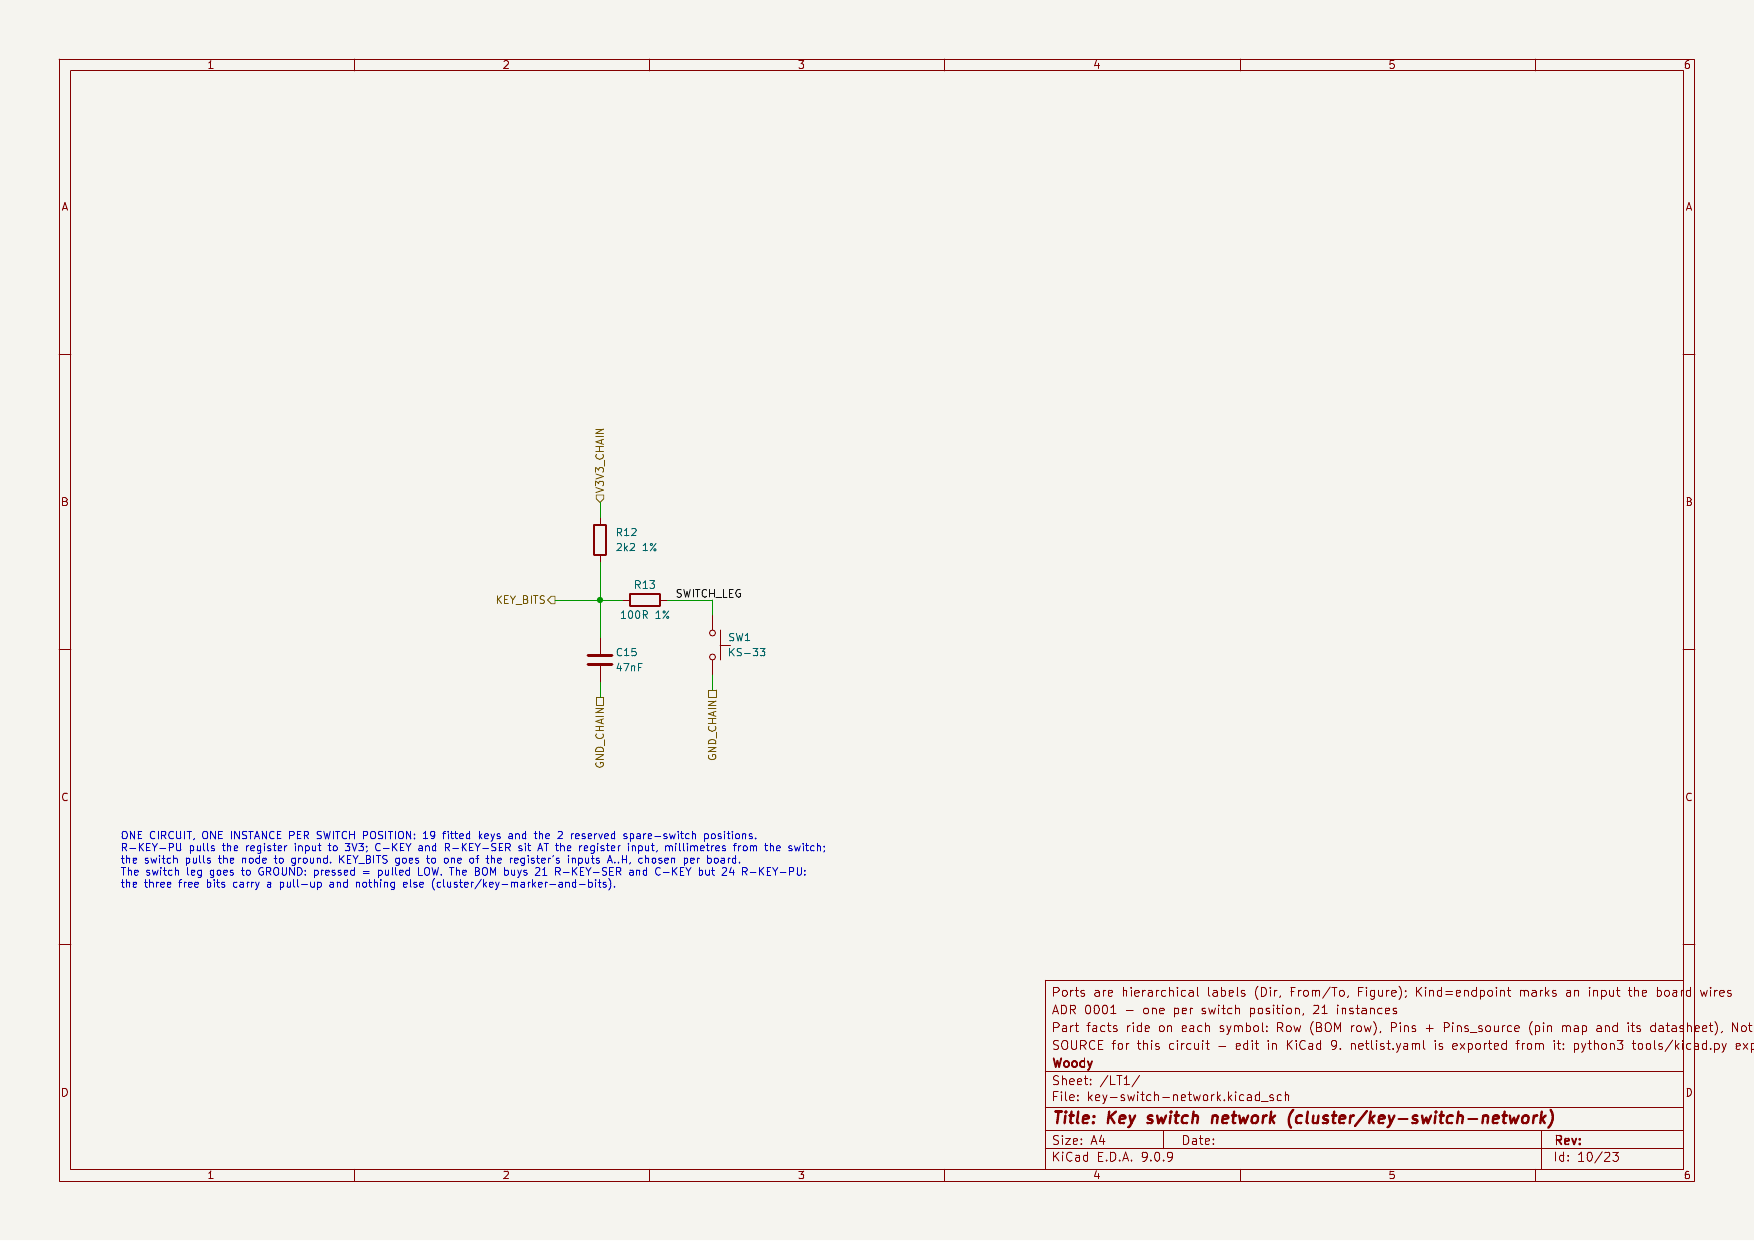 1 2 3 4 5 6
A A
V3V3_CHAIN
B B
R12
2k2 1%
R13
SWITCH_LEG
KEY_BITS
100R 1%
SW1
KS-33
C15
47nF
GND_CHAIN
GND_CHAIN
C C
ONE CIRCUIT, ONE INSTANCE PER SWITCH POSITION: 19 fitted keys and the 2 reserved spare-switch positions.
R-KEY-PU pulls the register input to 3V3; C-KEY and R-KEY-SER sit AT the register input, millimetres from the switch;
the switch pulls the node to ground. KEY_BITS goes to one of the register's inputs A..H, chosen per board.
The switch leg goes to GROUND: pressed = pulled LOW. The BOM buys 21 R-KEY-SER and C-KEY but 24 R-KEY-PU:
the three free bits carry a pull-up and nothing else (cluster/key-marker-and-bits).
Ports are hierarchical labels (Dir, From/To, Figure); Kind=endpoint marks an input the board wires
ADR 0001 - one per switch position, 21 instances
Part facts ride on each symbol: Row (BOM row), Pins + Pins_source (pin map and its datasheet), Not
SOURCE for this circuit - edit in KiCad 9. netlist.yaml is exported from it: python3 tools/kicad.py exp
Woody
Sheet: /LT1/
File: key-switch-network.kicad_sch
D D
Title: Key switch network (cluster/key-switch-network)
Size: A4 Date: Rev:
KiCad E.D.A. 9.0.9 Id: 10/23
1 2 3 4 5 6